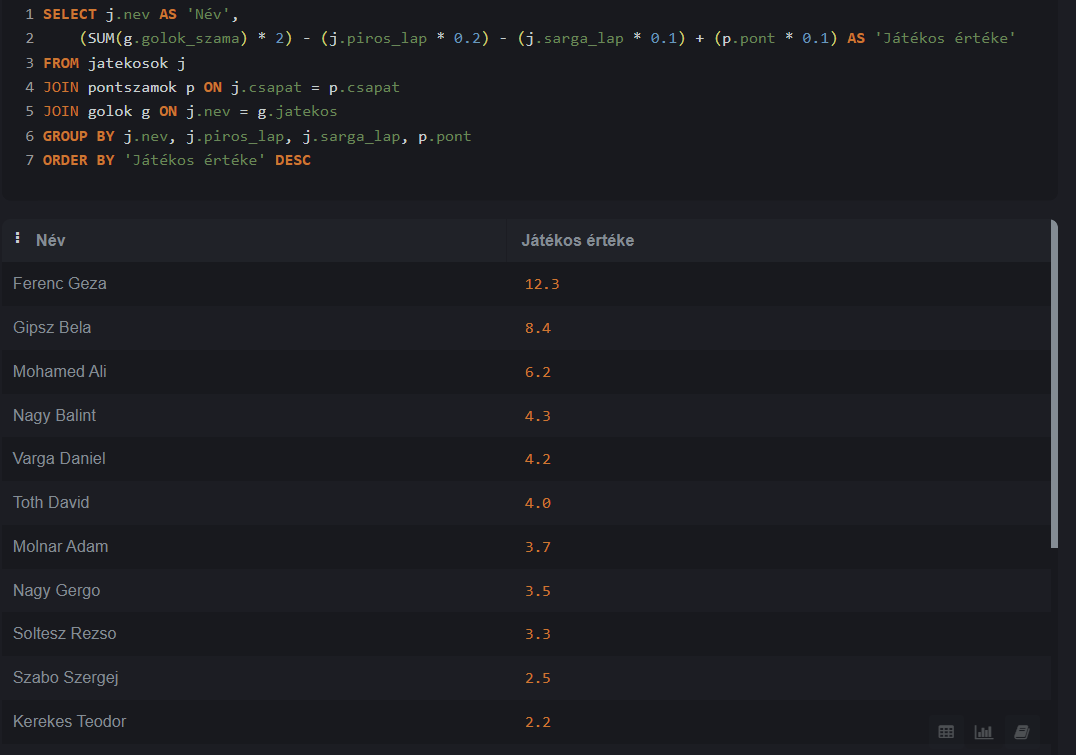 1 SELECT j.nev AS 'Név',
2 (SUM(g.golok_szama) * 2) - (j.piros_lap * 0.2) - (j.sarga_lap * 0.1) + (p.pont * 0.1) AS 'Játékos értéke'
3 FROM jatekosok j
4 JOIN pontszamok p ON j.csapat = p.csapat
5 JOIN golok g ON j.nev = g.jatekos
6 GROUP BY j.nev, j.piros_lap, j.sarga_lap, p.pont
7 ORDER BY 'Játékos értéke' DESC
Név Játékos értéke
Ferenc Geza 12.3
Gipsz Bela 8.4
Mohamed Ali 6.2
Nagy Balint 4.3
Varga Daniel 4.2
Toth David 4.0
Molnar Adam 3.7
Nagy Gergo 3.5
Soltesz Rezso 3.3
Szabo Szergej 2.5
Kerekes Teodor 2.2